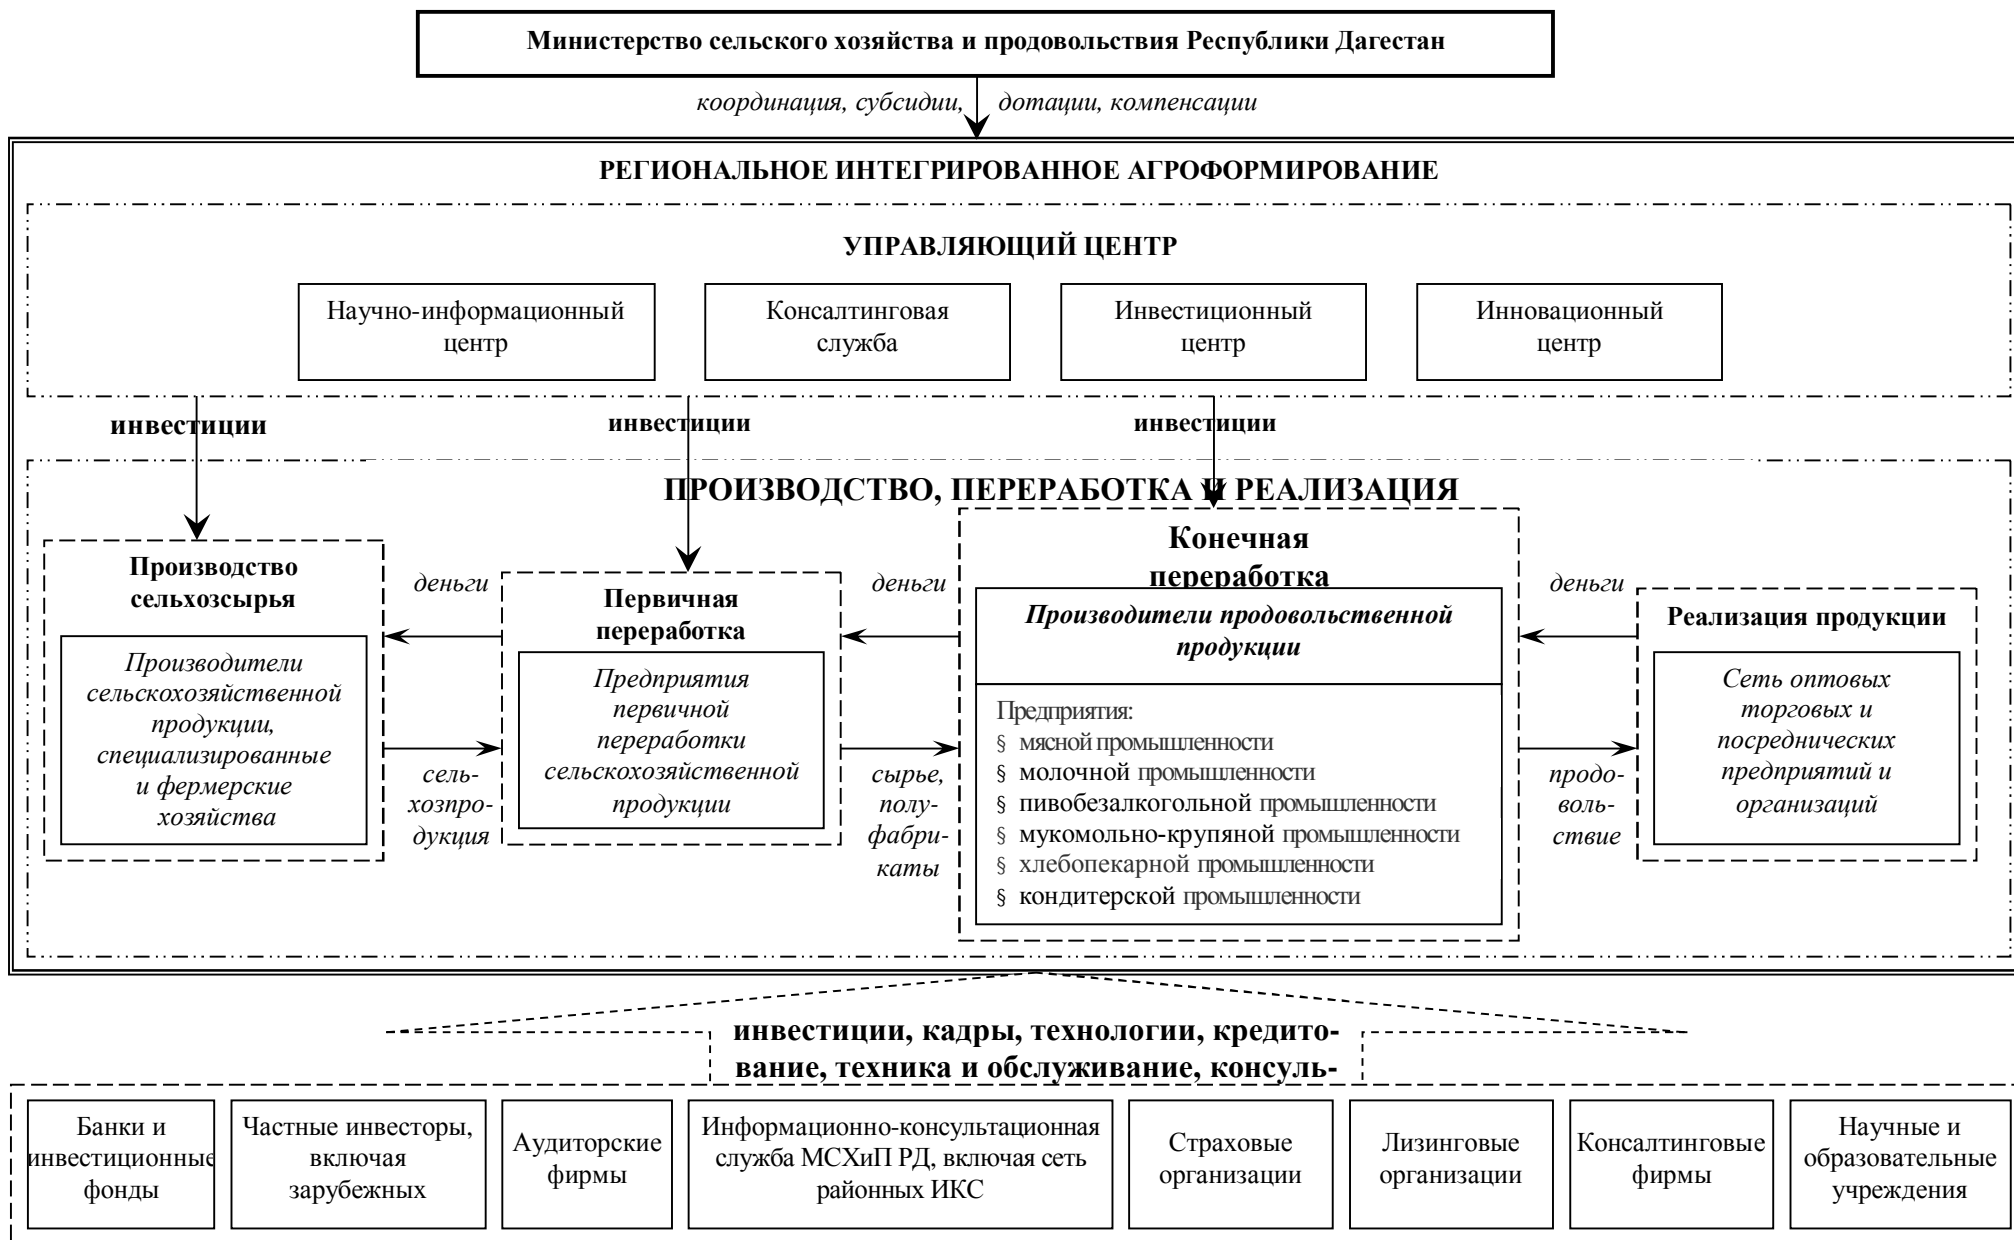 Министерство сельского хозяйства и продовольствия Республики Дагестан
координация, субсидии, дотации, компенсации
РЕГИОНАЛЬНОЕ ИНТЕГРИРОВАННОЕ АГРОФОРМИРОВАНИЕ
УПРАВЛЯЮЩИЙ ЦЕНТР
Научно-информационный
центр
Консалтинговая
служба
Инвестиционный
центр
Инновационный
центр
инвестиции
инвестиции
инвестиции
ПРОИЗВОДСТВО, ПЕРЕРАБОТКА И РЕАЛИЗАЦИЯ
Производство
сельхозсырья
Производители
сельскохозяйственной
продукции,
специализированные
и фермерские
хозяйства
деньги
сель-
хозпро-
дукция
Первичная
переработка
Предприятия
первичной
переработки
сельскохозяйственной
продукции
деньги
сырье,
полу-
фабри-
каты
Конечная
переработка
Производители продовольственной
продукции
Предприятия:
§ мясной промышленности
§ молочной промышленности
§ пивобезалкогольной промышленности
§ мукомольно-крупяной промышленности
§ хлебопекарной промышленности
§ кондитерской промышленности
деньги
продо-
воль-
ствие
Реализация продукции
Сеть оптовых
торговых и
посреднических
предприятий и
организаций
инвестиции, кадры, технологии, кредито-
вание, техника и обслуживание, консуль-
Банки и
инвестиционные
фонды
Частные инвесторы,
включая
зарубежных
Аудиторские
фирмы
Информационно-консультационная
служба МСХиП РД, включая сеть
районных ИКС
Страховые
организации
Лизинговые
организации
Консалтинговые
фирмы
Научные и
образовательные
учреждения